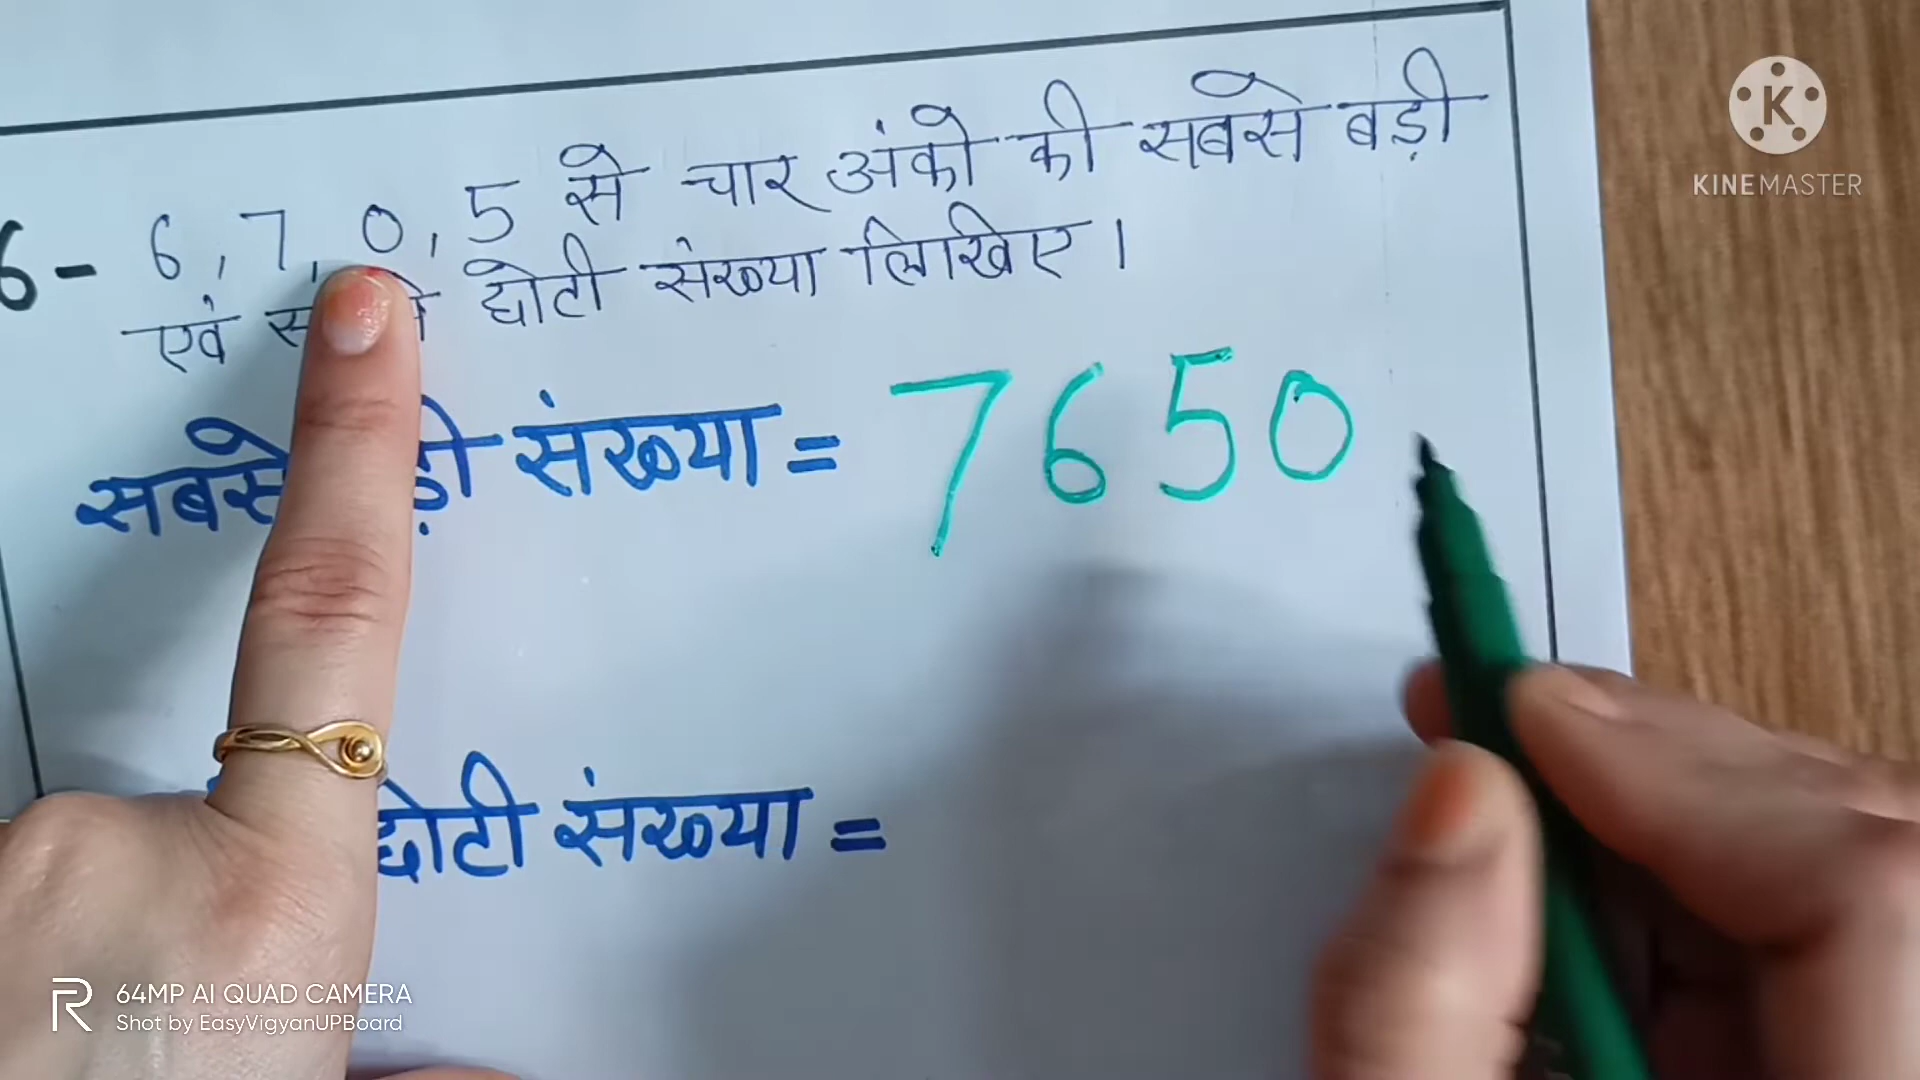 6- 6, 7, 0, 5 से चार अंको की सबसे बड़ी
एवं छोटी संख्या लिखिए।
सबसे संख्या = 7650
छोटी संख्या =
KINEMASTER
64MP AI QUAD CAMERA
Shot by EasyVigyanUPBoard